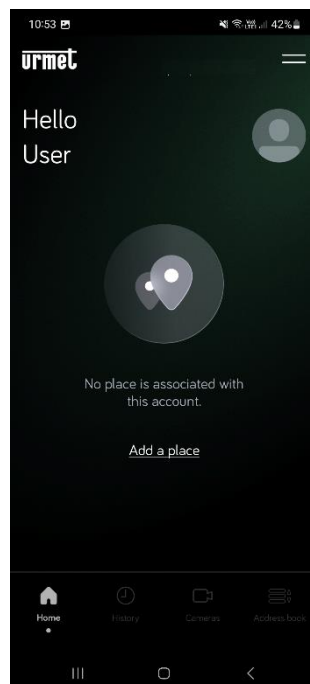 10:53 42%
urmet
Hello
User
No place is associated with
this account.
Add a place
Home History Cameras Address book